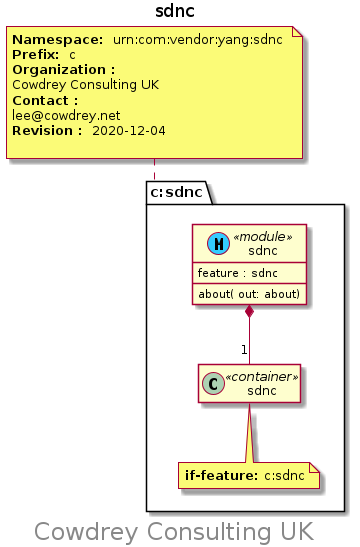 sdnc
Namespace: urn:com:vendor:yang:sdnc
Prefix: c
Organization :
Cowdrey Consulting UK
Contact :
lee@cowdrey.net
Revision : 2020-12-04
c:sdnc
M «module»
sdnc
feature : sdnc
about( out: about)
1
C «container»
sdnc
if-feature: c:sdnc
Cowdrey Consulting UK